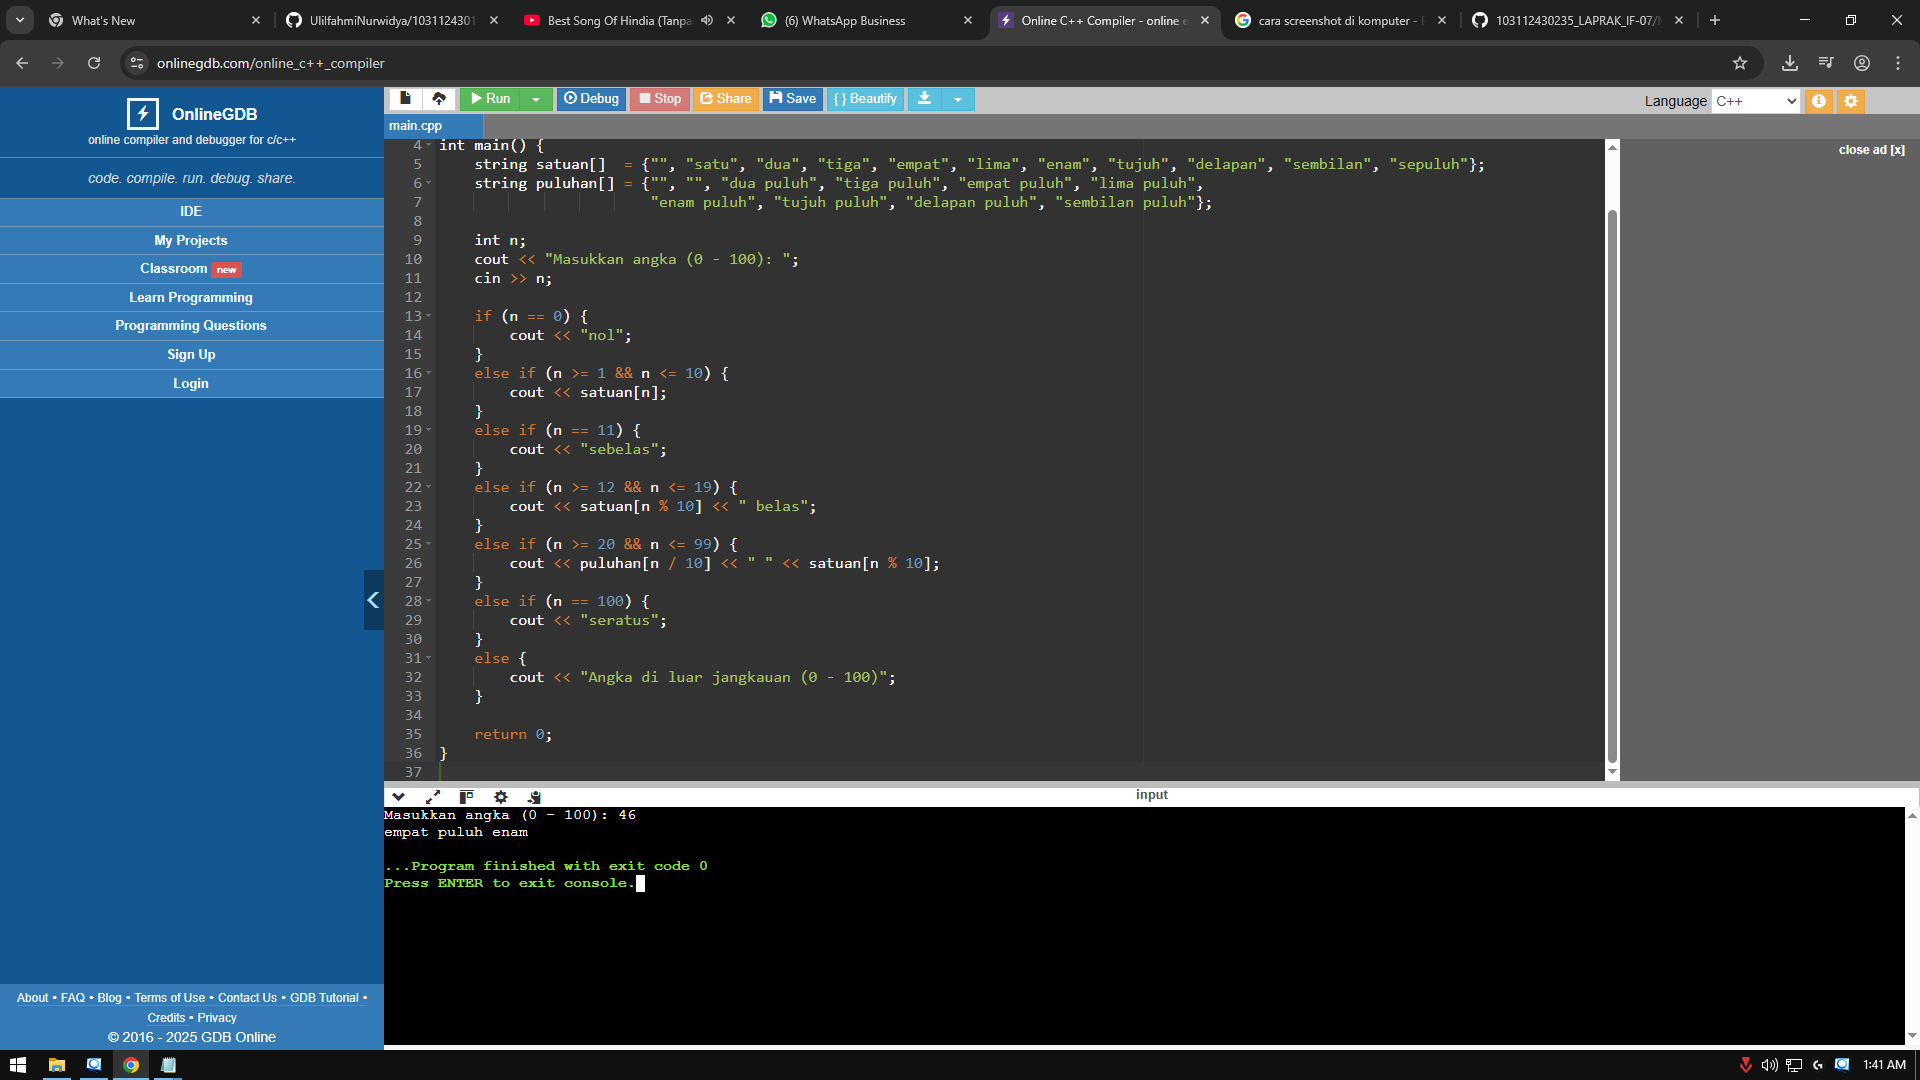 What's New
UlilfahmiNurwidya/1031124301
Best Song Of Hindia (Tanpa
(6) WhatsApp Business
Online C++ Compiler - online e
cara screenshot di komputer -
103112430235_LAPRAK_IF-07/
onlinegdb.com/online_c++_compiler
OnlineGDB
online compiler and debugger for c/c++
code. compile. run. debug. share.
IDE
My Projects
Classroom new
Learn Programming
Programming Questions
Sign Up
Login
About • FAQ • Blog • Terms of Use • Contact Us • GDB Tutorial •
Credits • Privacy
© 2016 - 2025 GDB Online
Run Debug Stop Share Save { } Beautify
Language C++
main.cpp
close ad [x]
4 int main() {
5     string satuan[]  = {"", "satu", "dua", "tiga", "empat", "lima", "enam", "tujuh", "delapan", "sembilan", "sepuluh"};
6     string puluhan[] = {"", "", "dua puluh", "tiga puluh", "empat puluh", "lima puluh",
7                         "enam puluh", "tujuh puluh", "delapan puluh", "sembilan puluh"};
8
9     int n;
10     cout << "Masukkan angka (0 - 100): ";
11     cin >> n;
12
13     if (n == 0) {
14         cout << "nol";
15     }
16     else if (n >= 1 && n <= 10) {
17         cout << satuan[n];
18     }
19     else if (n == 11) {
20         cout << "sebelas";
21     }
22     else if (n >= 12 && n <= 19) {
23         cout << satuan[n % 10] << " belas";
24     }
25     else if (n >= 20 && n <= 99) {
26         cout << puluhan[n / 10] << " " << satuan[n % 10];
27     }
28     else if (n == 100) {
29         cout << "seratus";
30     }
31     else {
32         cout << "Angka di luar jangkauan (0 - 100)";
33     }
34
35     return 0;
36 }
37
input
Masukkan angka (0 - 100): 46
empat puluh enam
...Program finished with exit code 0
Press ENTER to exit console.
1:41 AM